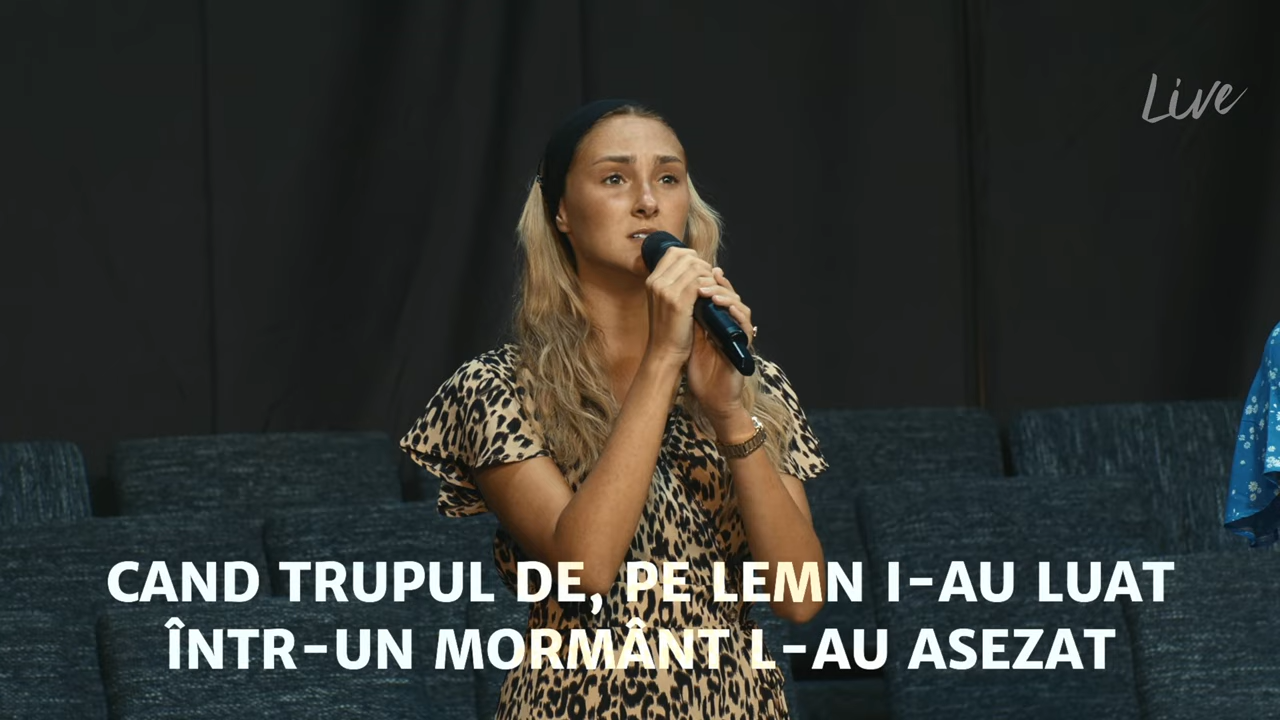 Live
CAND TRUPUL DE, PE LEMN I-AU LUAT
ÎNTR-UN MORMÂNT L-AU ASEZAT